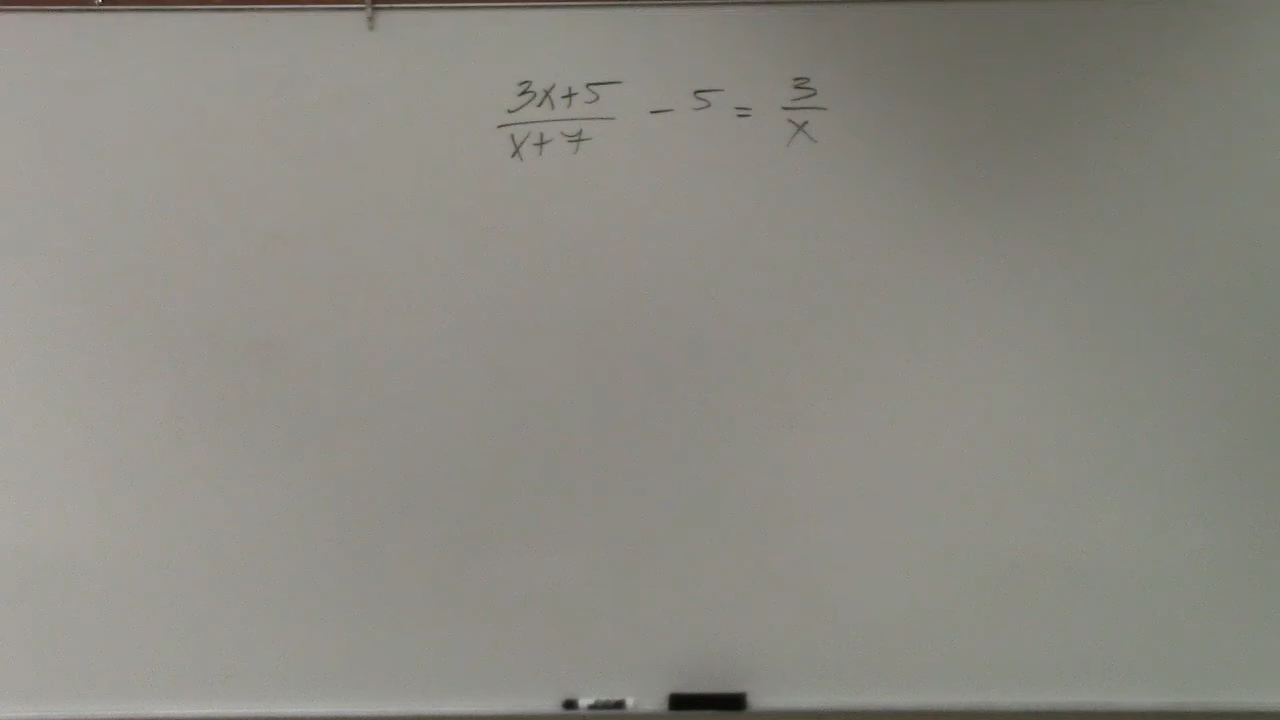 3x+5 / x+7 - 5 = 3 / x